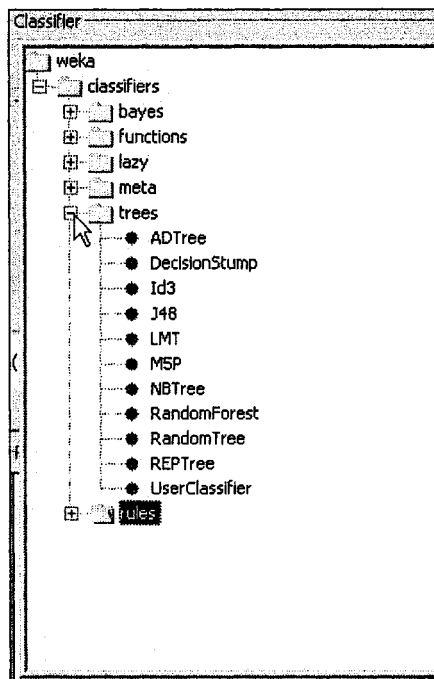 Classifier
weka
classifiers
bayes
functions
lazy
meta
trees
ADTree
DecisionStump
Id3
J48
LMT
M5P
NBTree
RandomForest
RandomTree
REPTree
UserClassifier
rules